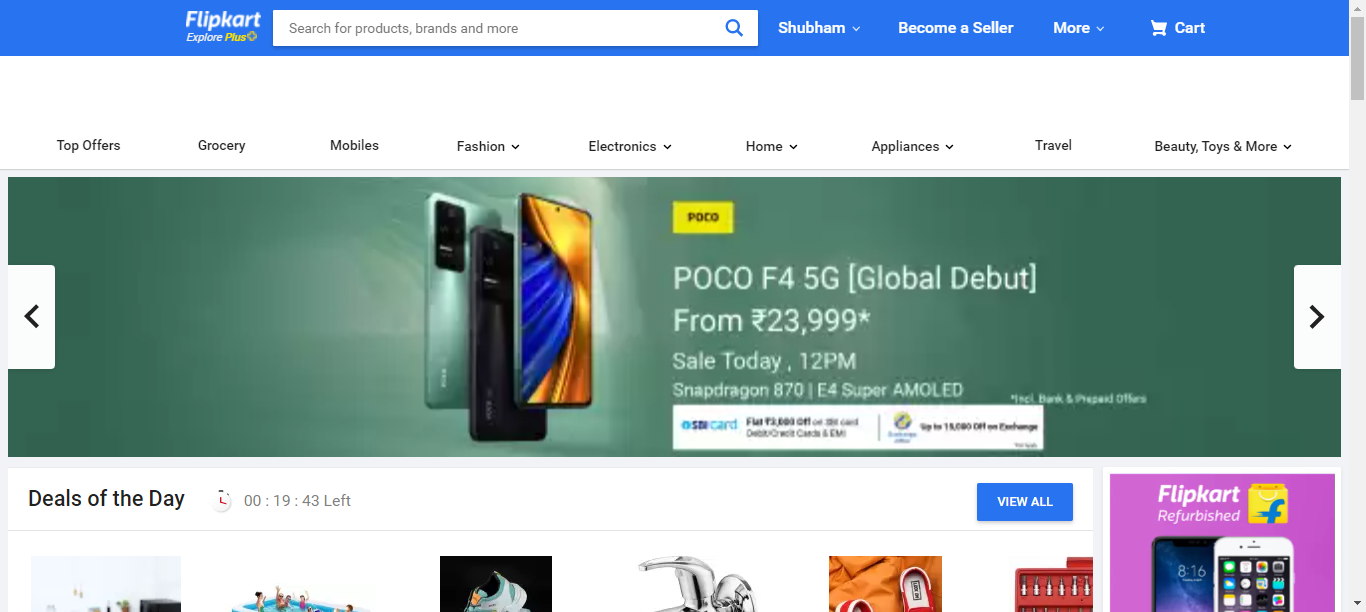 Flipkart
Explore Plus
Search for products, brands and more
Shubham
Become a Seller
More
Cart
Top Offers
Grocery
Mobiles
Fashion
Electronics
Home
Appliances
Travel
Beauty, Toys & More
POCO
POCO F4 5G [Global Debut]
From ₹23,999*
Sale Today , 12PM
Snapdragon 870 | E4 Super AMOLED
*Incl. Bank & Prepaid Offers
SBI card
Flat ₹3,000 Off on SBI card
Debit/Credit Cards & EMI
Up to 15,000 Off on Exchange
Deals of the Day
00 : 19 : 43 Left
VIEW ALL
Flipkart
Refurbished
8:16